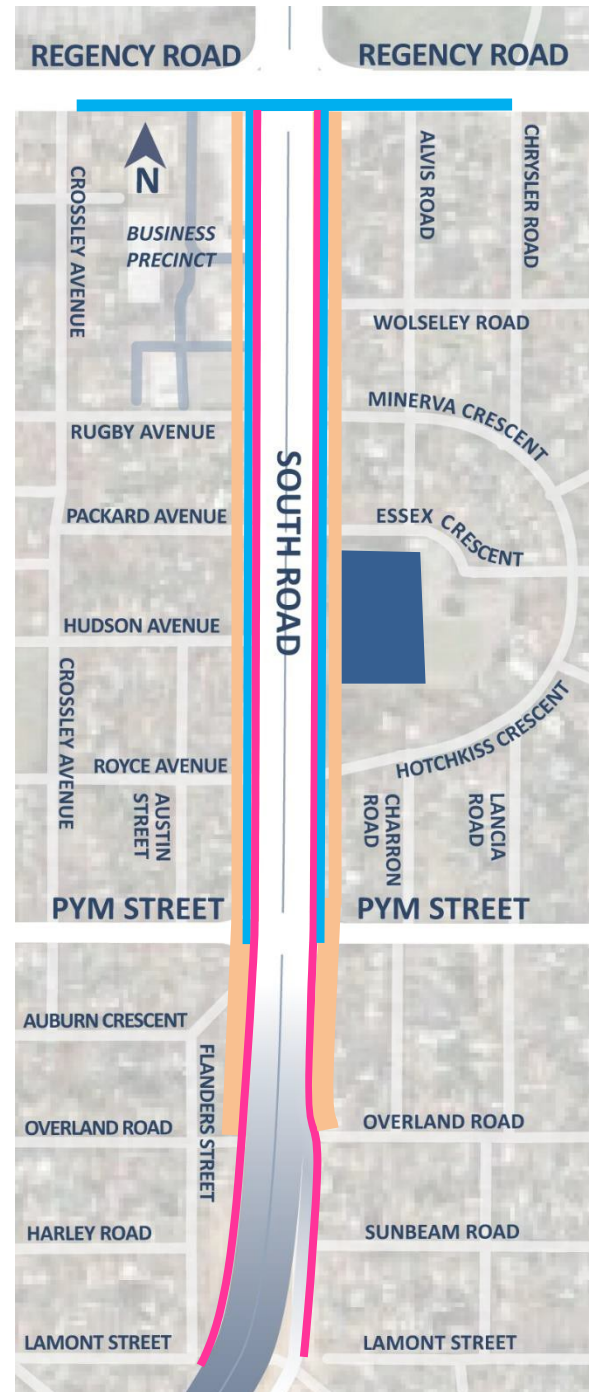 REGENCY ROAD
REGENCY ROAD
N
BUSINESS
PRECINCT
CROSSLEY AVENUE
ALVIS ROAD
CHRYSLER ROAD
WOLSELEY ROAD
MINERVA CRESCENT
RUGBY AVENUE
SOUTH ROAD
PACKARD AVENUE
ESSEX CRESCENT
HUDSON AVENUE
CROSSLEY AVENUE
HOTCHKISS CRESCENT
ROYCE AVENUE
AUSTIN
STREET
CHARRON
ROAD
LANCIA
ROAD
PYM STREET
PYM STREET
AUBURN CRESCENT
FLANDERS STREET
OVERLAND ROAD
OVERLAND ROAD
HARLEY ROAD
SUNBEAM ROAD
LAMONT STREET
LAMONT STREET